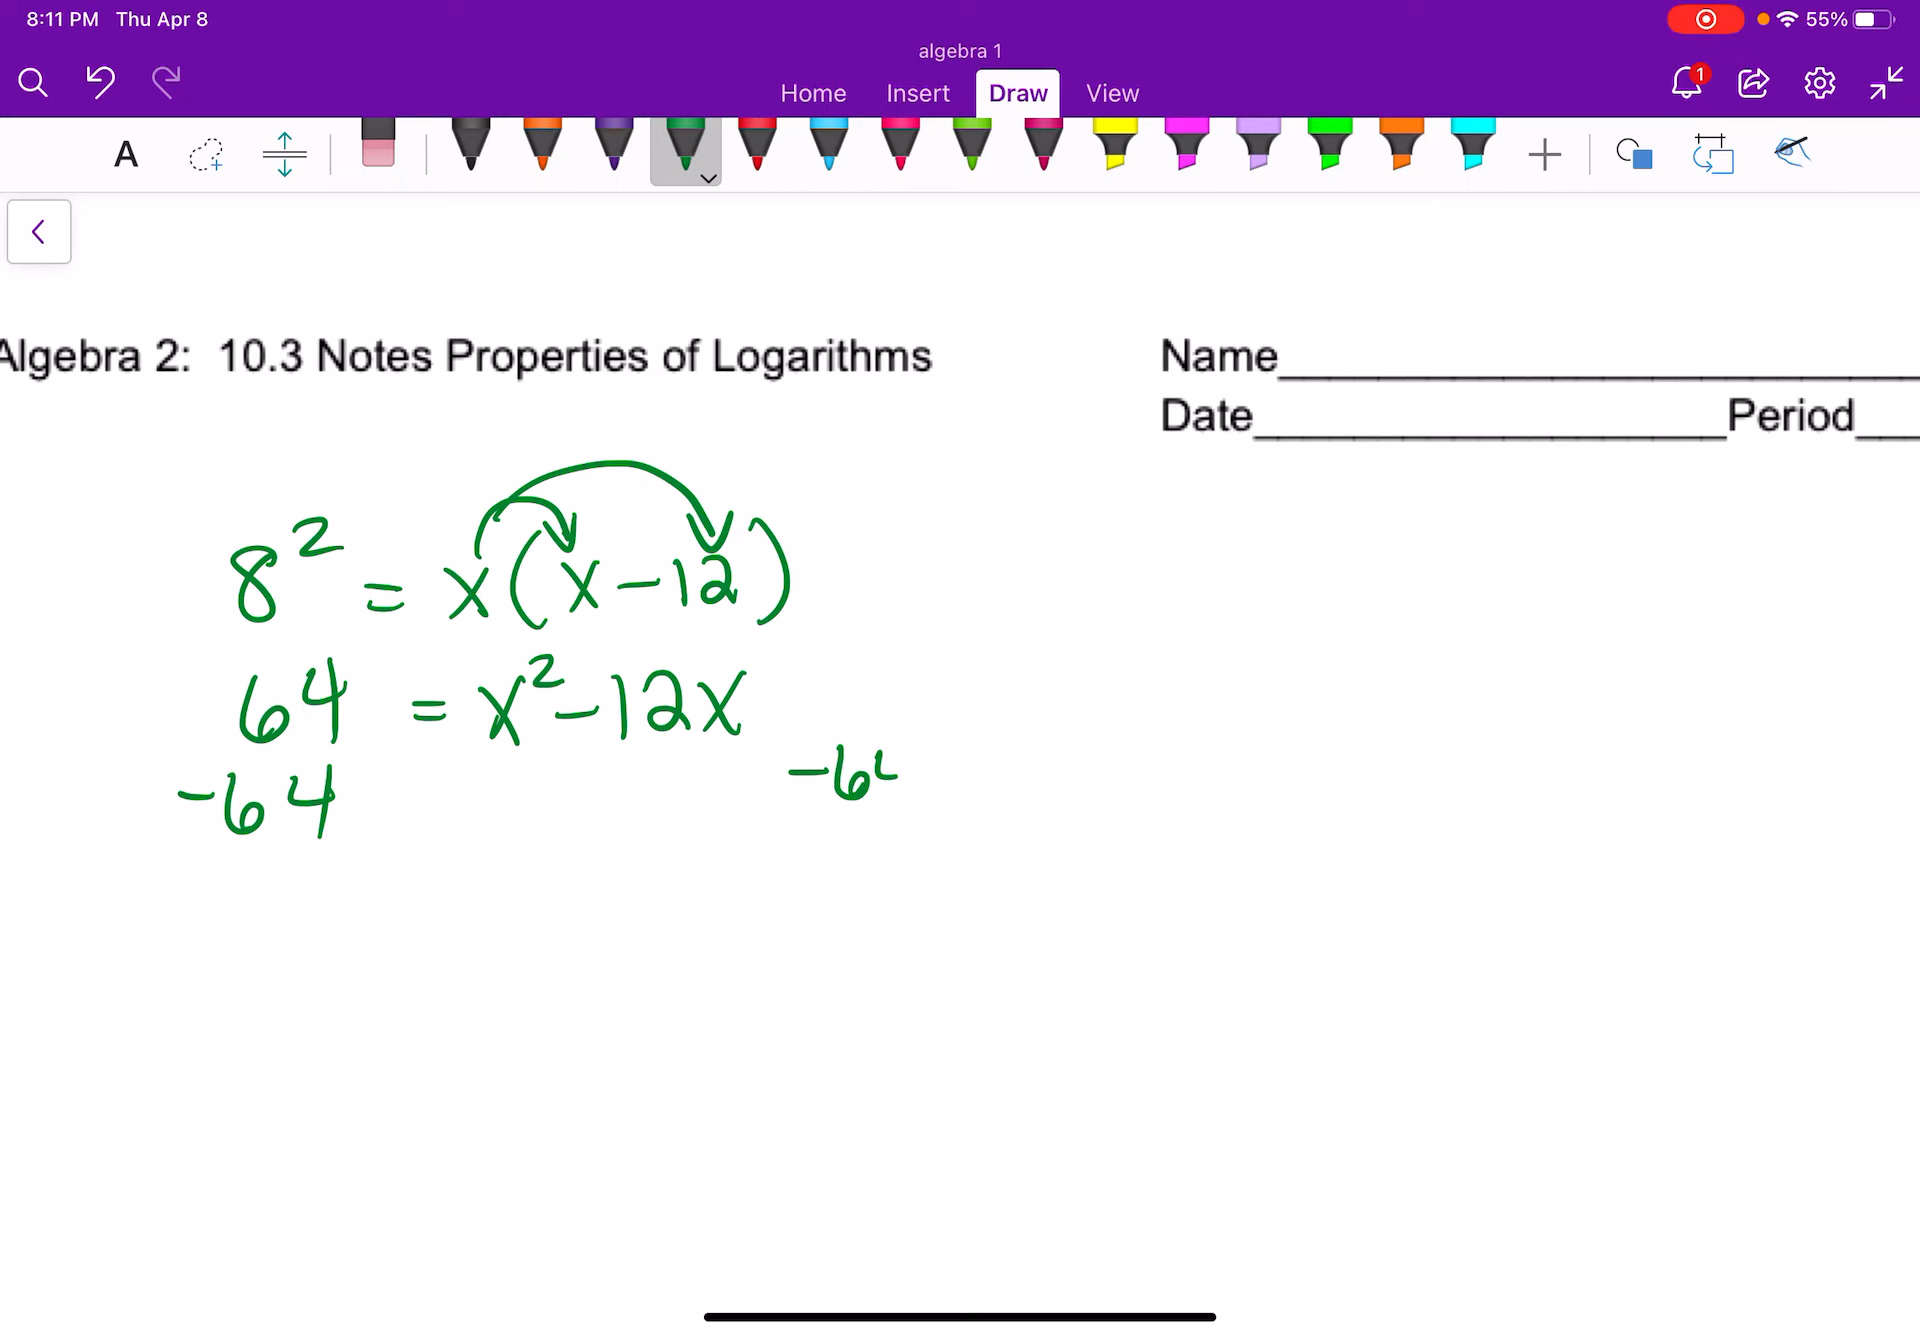 8:11 PM Thu Apr 8
55%
algebra 1
Home Insert Draw View
1
A
Algebra 2: 10.3 Notes Properties of Logarithms
Name
Date Period
8² = x(x-12)
64 = x²-12x
-64
-6